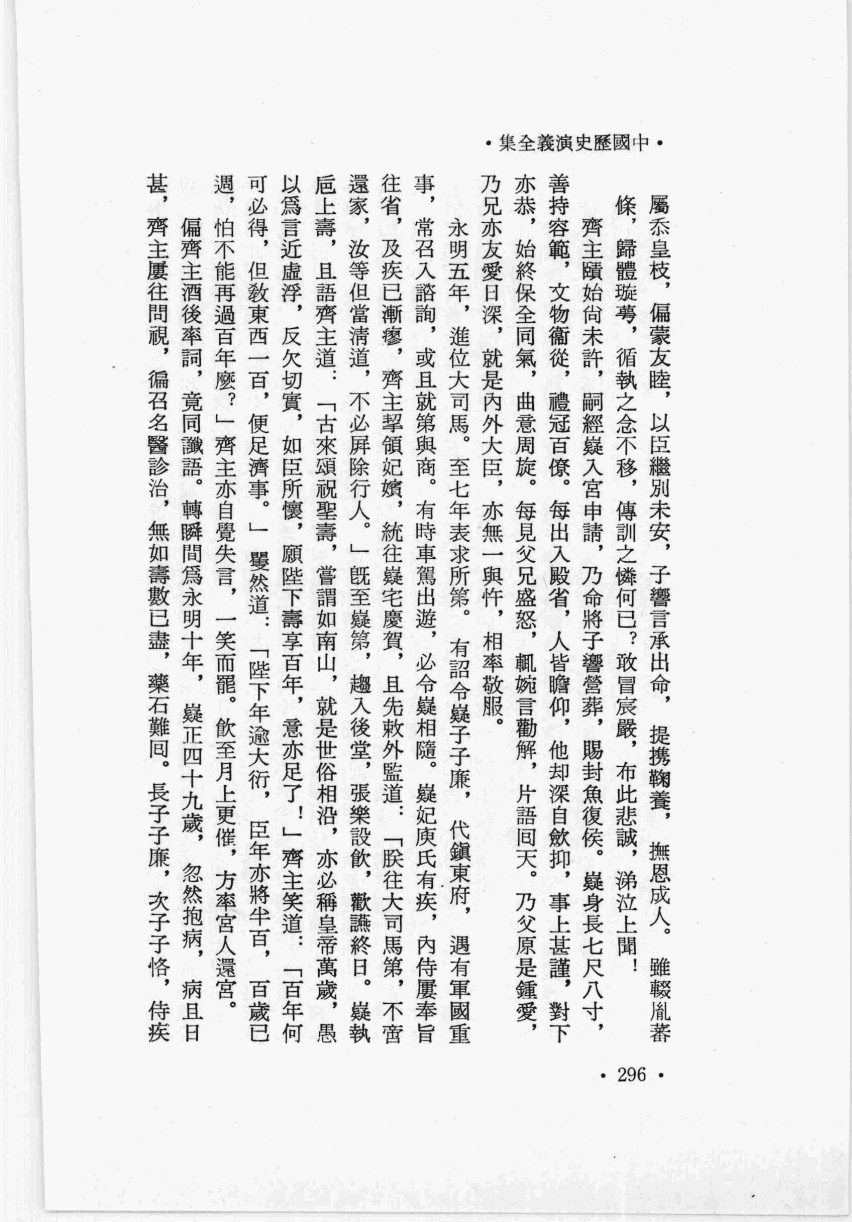 •中國歷史演義全集•
屬忝皇枝，偏蒙友睦，以臣繼別未安，子響言承出命，提携鞠養，撫恩成人。雖輟胤蕃
條，歸體璇萼，循執之念不移，傳訓之憐何已？敢冒宸嚴，布此悲誠，涕泣上聞！
齊主賾始尙未許，嗣經嶷入宮申請，乃命將子響營葬，賜封魚復侯。嶷身長七尺八寸，
善持容範，文物衞從，禮冠百僚。每出入殿省，人皆瞻仰，他却深自斂抑，事上甚謹，對下
亦恭，始終保全同氣，曲意周旋。每見父兄盛怒，輒婉言勸解，片語囘天。乃父原是鍾愛，
乃兄亦友愛日深，就是內外大臣，亦無一與忤，相率敬服。
永明五年，進位大司馬。至七年表求所第。有詔令嶷子子廉，代鎭東府，遇有軍國重
事，常召入諮詢，或且就第與商。有時車駕出遊，必令嶷相隨。嶷妃庾氏有疾，內侍屢奉旨
往省，及疾已漸瘳，齊主挈領妃嬪，統往嶷宅慶賀，且先敕外監道：「朕往大司馬第，不啻
還家，汝等但當淸道，不必屛除行人。」旣至嶷第，趨入後堂，張樂設飮，歡讌終日。嶷執
巵上壽，且語齊主道：「古來頌祝聖壽，嘗謂如南山，就是世俗相沿，亦必稱皇帝萬歲，愚
以爲言近虛浮，反欠切實，如臣所懷，願陛下壽享百年，意亦足了！」齊主笑道：「百年何
可必得，但敎東西一百，便足濟事。」矍然道：「陛下年逾大衍，臣年亦將半百，百歲已
週，怕不能再過百年麼？」齊主亦自覺失言，一笑而罷。飮至月上更催，方率宮人還宮。
偏齊主酒後率詞，竟同讖語。轉瞬間爲永明十年，嶷正四十九歲，忽然抱病，病且日
甚，齊主屢往問視，徧召名醫診治，無如壽數已盡，藥石難囘。長子子廉，次子子恪，侍疾
•296•